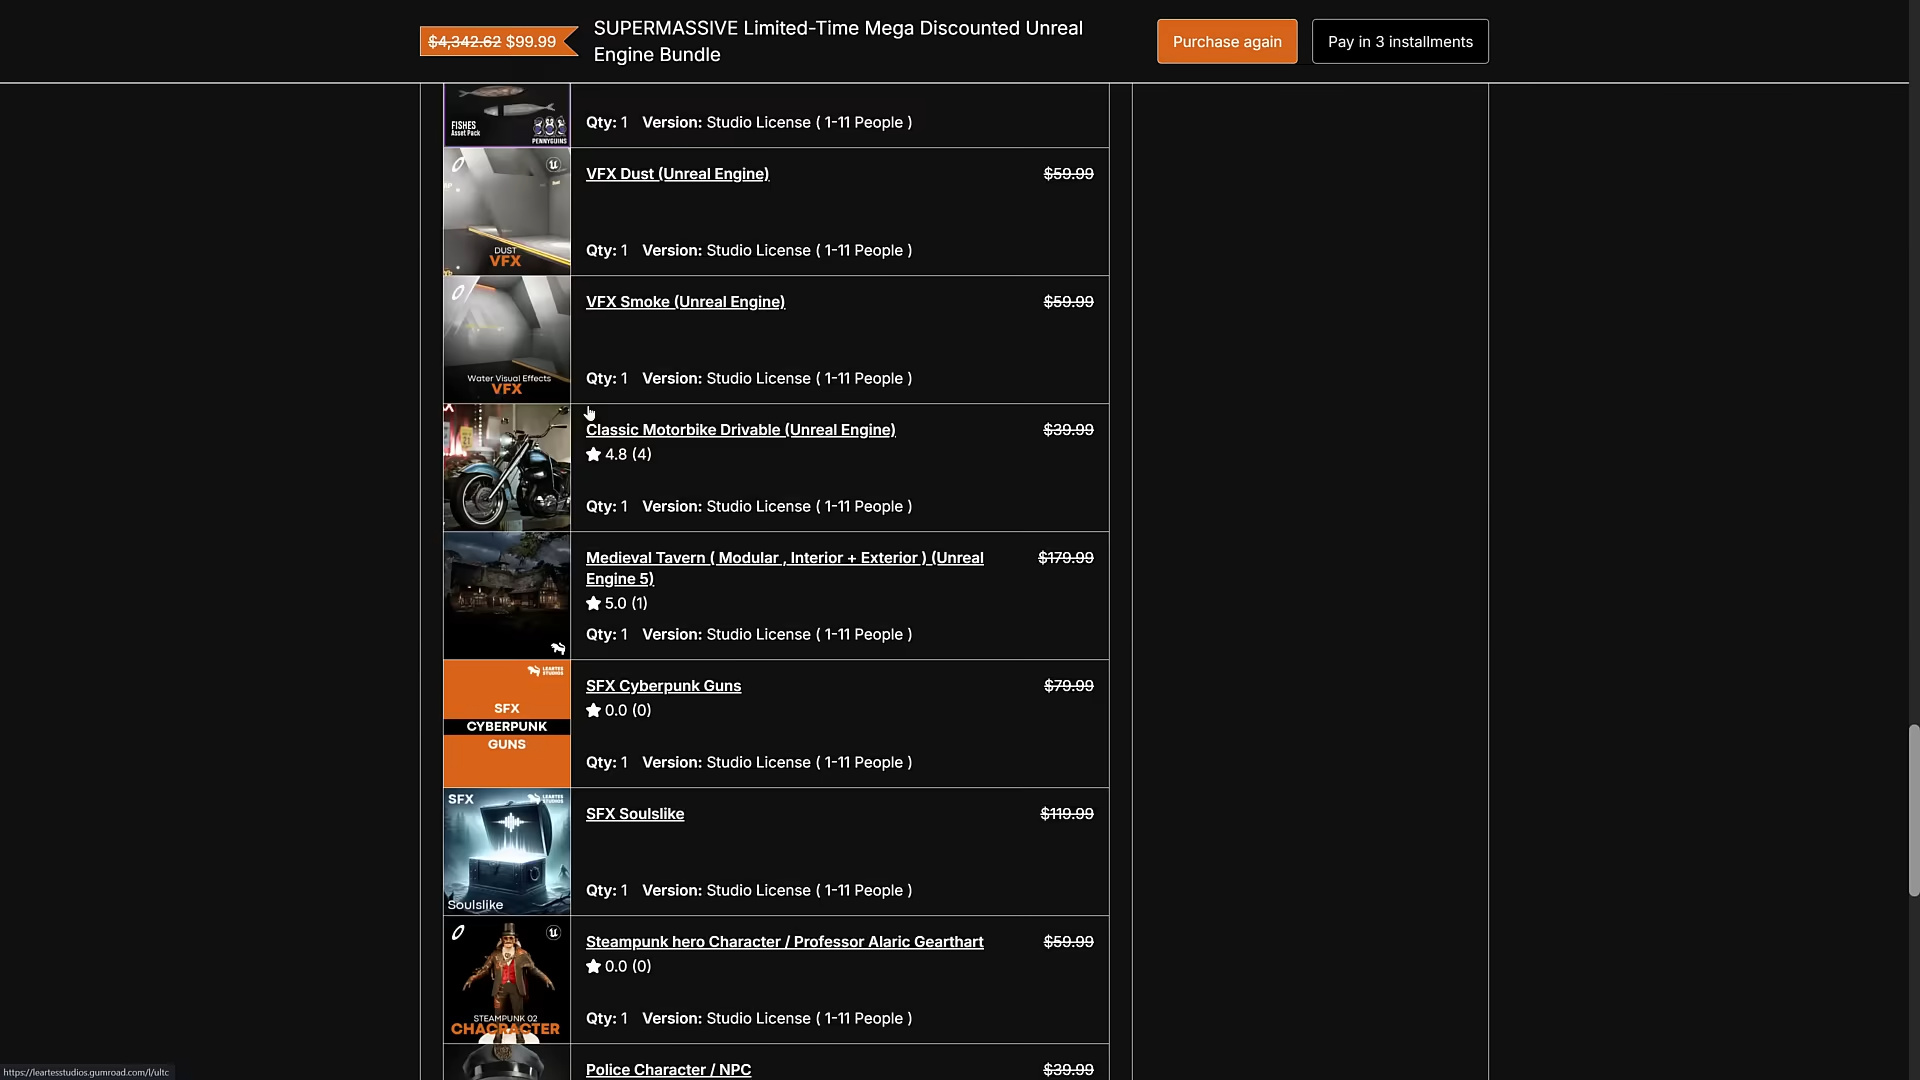 $4,342.62 $99.99
SUPERMASSIVE Limited-Time Mega Discounted Unreal
Engine Bundle
Purchase again
Pay in 3 installments
FISHES
Asset Pack
PENNYGUINS
Qty: 1 Version: Studio License ( 1-11 People )
DUST
VFX
VFX Dust (Unreal Engine)
$59.99
Qty: 1 Version: Studio License ( 1-11 People )
Water Visual Effects
VFX
VFX Smoke (Unreal Engine)
$59.99
Qty: 1 Version: Studio License ( 1-11 People )
Classic Motorbike Drivable (Unreal Engine)
$39.99
4.8 (4)
Qty: 1 Version: Studio License ( 1-11 People )
Medieval Tavern ( Modular , Interior + Exterior ) (Unreal
Engine 5)
$179.99
5.0 (1)
Qty: 1 Version: Studio License ( 1-11 People )
LEARTES
STUDIOS
SFX
CYBERPUNK
GUNS
SFX Cyberpunk Guns
$79.99
0.0 (0)
Qty: 1 Version: Studio License ( 1-11 People )
SFX
LEARTES
STUDIOS
Soulslike
SFX Soulslike
$119.99
Qty: 1 Version: Studio License ( 1-11 People )
STEAMPUNK 02
CHACRACTER
Steampunk hero Character / Professor Alaric Gearthart
$59.99
0.0 (0)
Qty: 1 Version: Studio License ( 1-11 People )
Police Character / NPC
$39.99
https://leartesstudios.gumroad.com/l/ultc